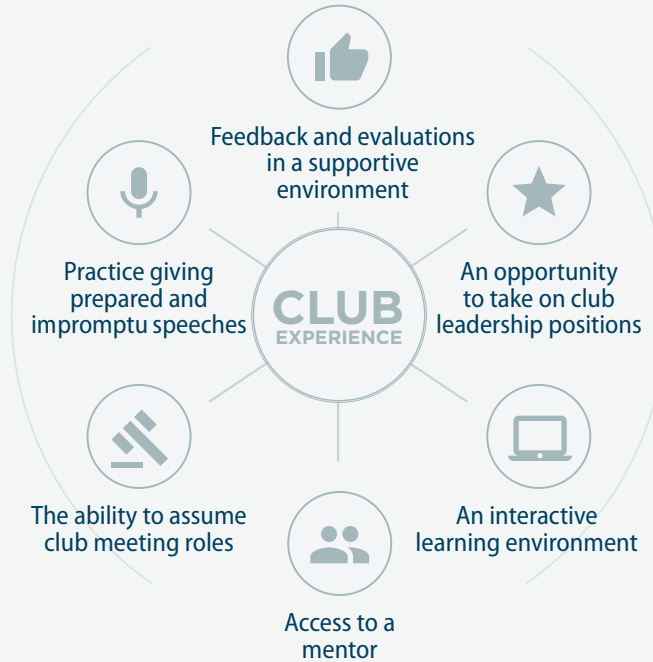 Feedback and evaluations
in a supportive
environment
Practice giving
prepared and
impromptu speeches
CLUB
EXPERIENCE
An opportunity
to take on club
leadership positions
The ability to assume
club meeting roles
An interactive
learning environment
Access to a
mentor